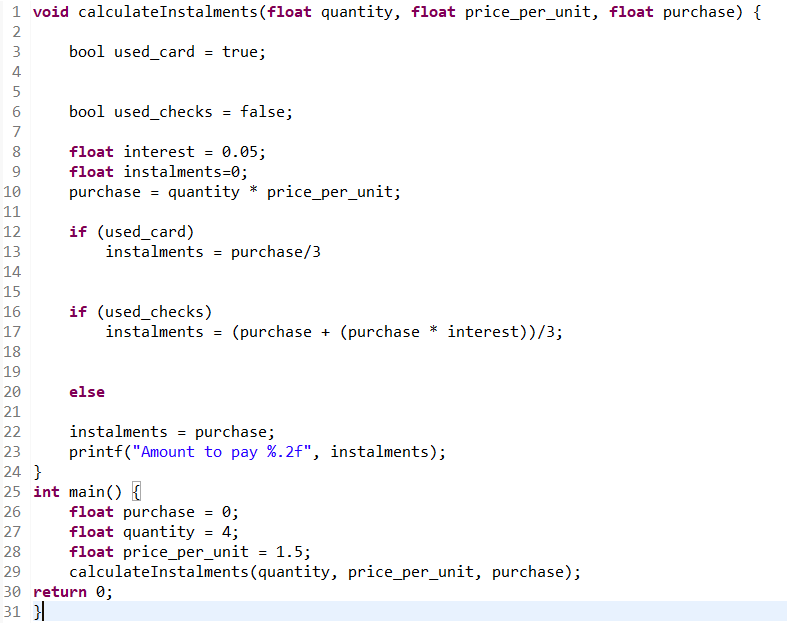 1 void calculateInstalments(float quantity, float price_per_unit, float purchase) {
2
3     bool used_card = true;
4
5
6     bool used_checks = false;
7
8     float interest = 0.05;
9     float instalments=0;
10     purchase = quantity * price_per_unit;
11
12     if (used_card)
13         instalments = purchase/3
14
15
16     if (used_checks)
17         instalments = (purchase + (purchase * interest))/3;
18
19
20     else
21
22     instalments = purchase;
23     printf("Amount to pay %.2f", instalments);
24 }
25 int main() {
26     float purchase = 0;
27     float quantity = 4;
28     float price_per_unit = 1.5;
29     calculateInstalments(quantity, price_per_unit, purchase);
30 return 0;
31 }